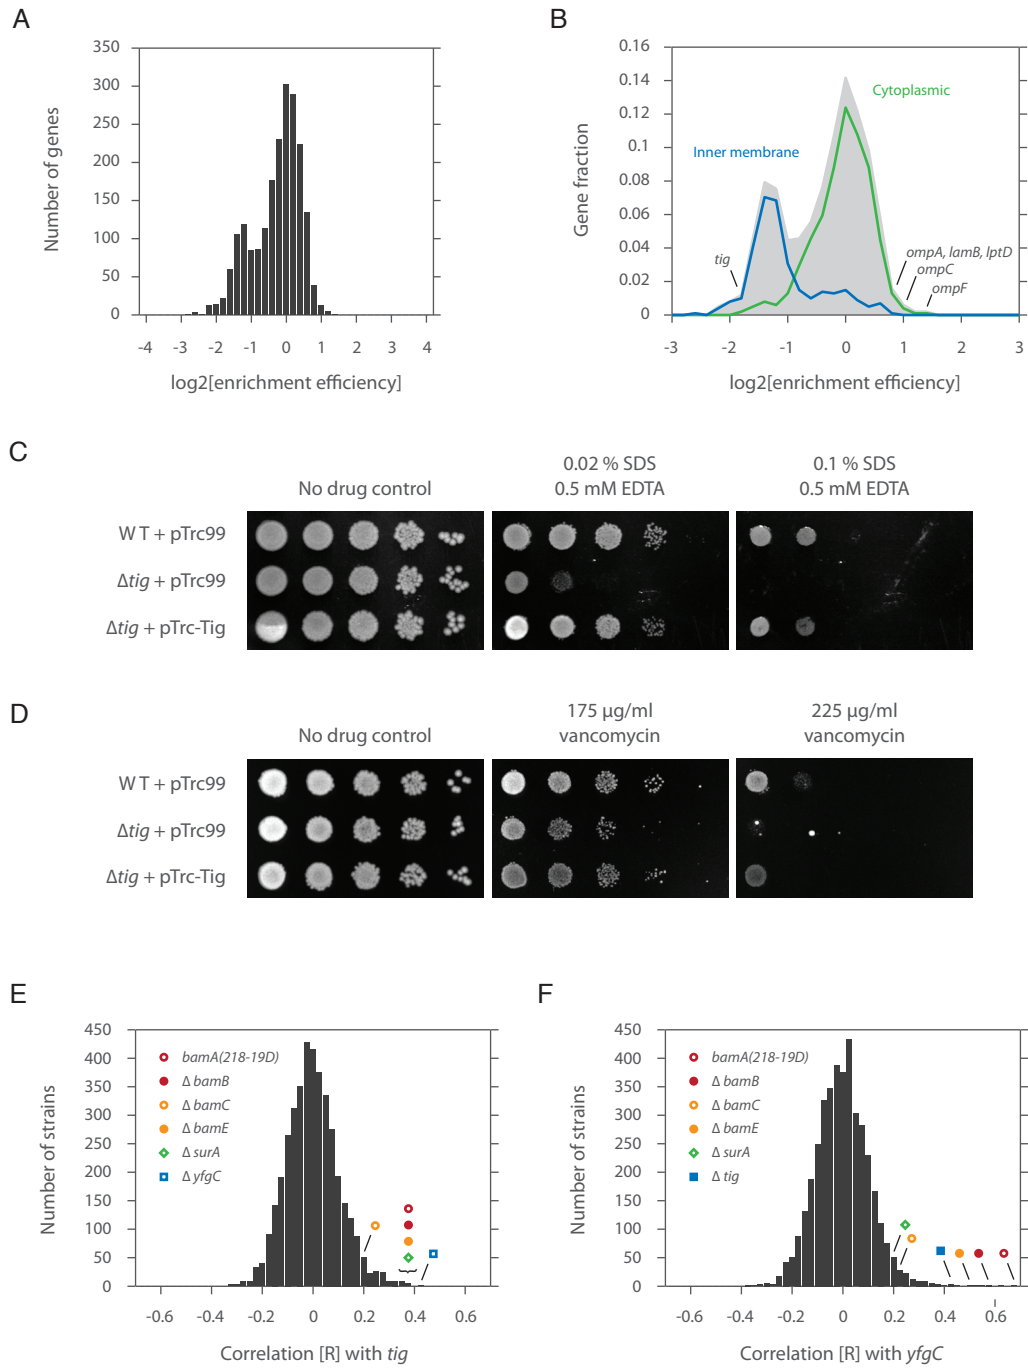 A
350
300
250
200
150
100
50
0
Number of genes
-4 -3 -2 -1 0 1 2 3 4
log2[enrichment efficiency]
B
0.16
0.14
0.12
0.1
0.08
0.06
0.04
0.02
0
Gene fraction
Cytoplasmic
Inner membrane
tig
ompA, lamB, lptD
ompC
ompF
-3 -2 -1 0 1 2 3
log2[enrichment efficiency]
C
No drug control
0.02 % SDS
0.5 mM EDTA
0.1 % SDS
0.5 mM EDTA
WT + pTrc99
Δtig + pTrc99
Δtig + pTrc-Tig
D
No drug control
175 µg/ml
vancomycin
225 µg/ml
vancomycin
WT + pTrc99
Δtig + pTrc99
Δtig + pTrc-Tig
E
450
400
350
300
250
200
150
100
50
0
Number of strains
bamA(218-19D)
Δ bamB
Δ bamC
Δ bamE
Δ surA
Δ yfgC
-0.6 -0.4 -0.2 0 0.2 0.4 0.6
Correlation [R] with tig
F
450
400
350
300
250
200
150
100
50
0
Number of strains
bamA(218-19D)
Δ bamB
Δ bamC
Δ bamE
Δ surA
Δ tig
-0.6 -0.4 -0.2 0 0.2 0.4 0.6
Correlation [R] with yfgC